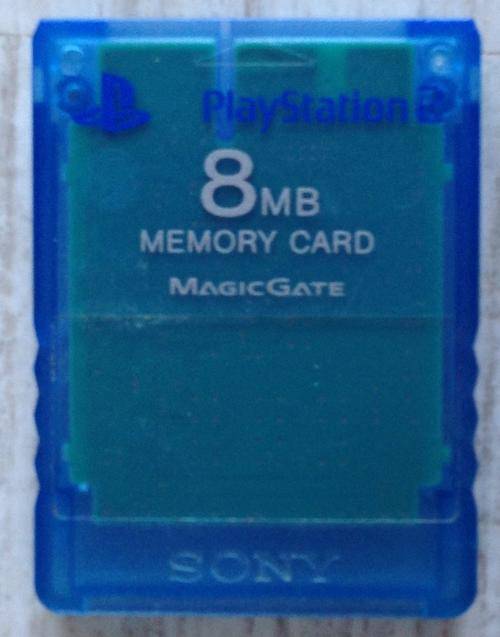 PlayStation 2
8MB
MEMORY CARD
MAGICGATE
SONY